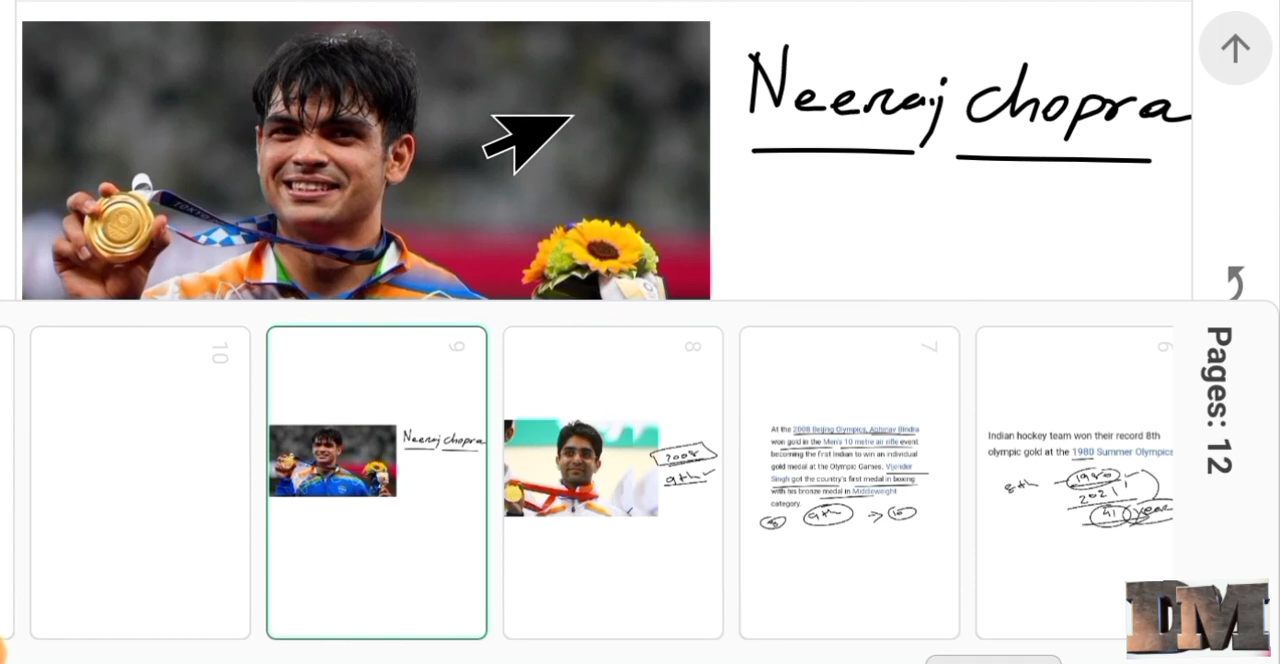 Neeraj chopra
TOKYO
Pages: 12
10
9
Neeraj chopra
8
2008
9th
7
At the 2008 Beijing Olympics, Abhinav Bindra
won gold in the Men's 10 metre air rifle event
becoming the first Indian to win an individual
gold medal at the Olympic Games. Vijender
Singh got the country's first medal in boxing
with his bronze medal in Middleweight
category.
8 9th > 10
6
Indian hockey team won their record 8th
olympic gold at the 1980 Summer Olympics
8th - 1980
2021
41 year
DM